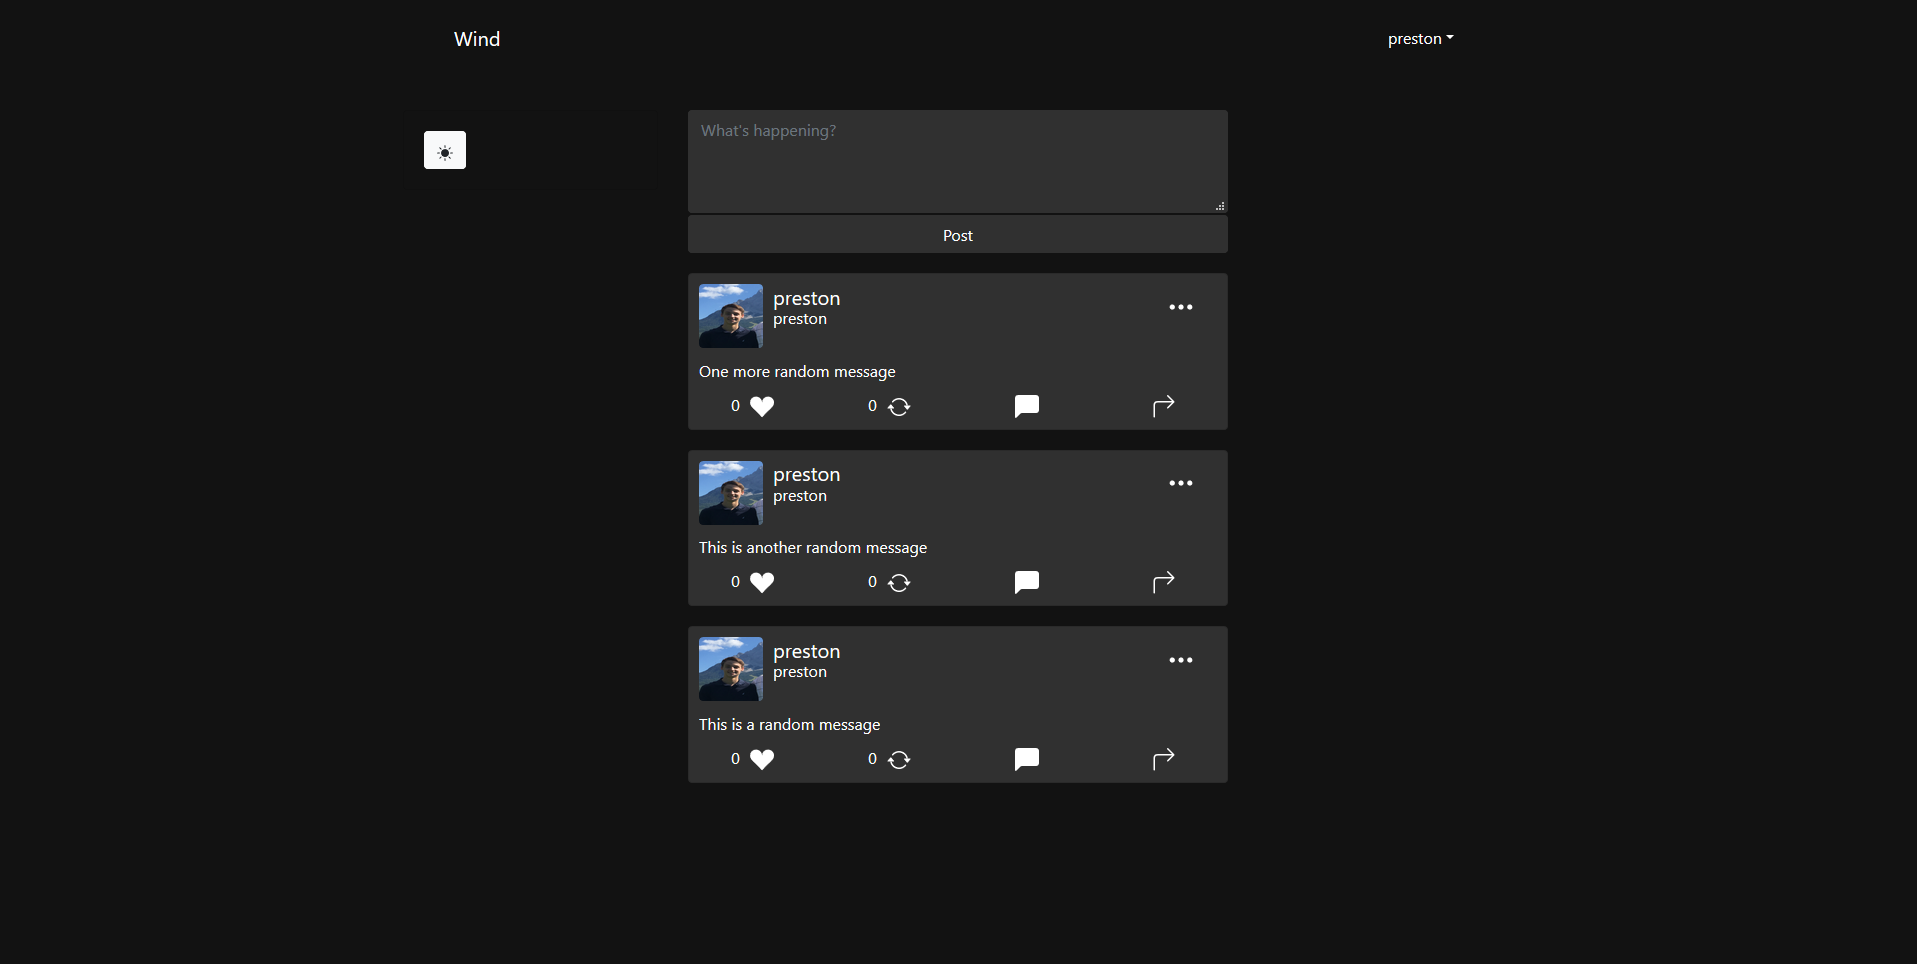 Wind
preston
What's happening?
Post
preston
preston
One more random message
0
0
preston
preston
This is another random message
0
0
preston
preston
This is a random message
0
0